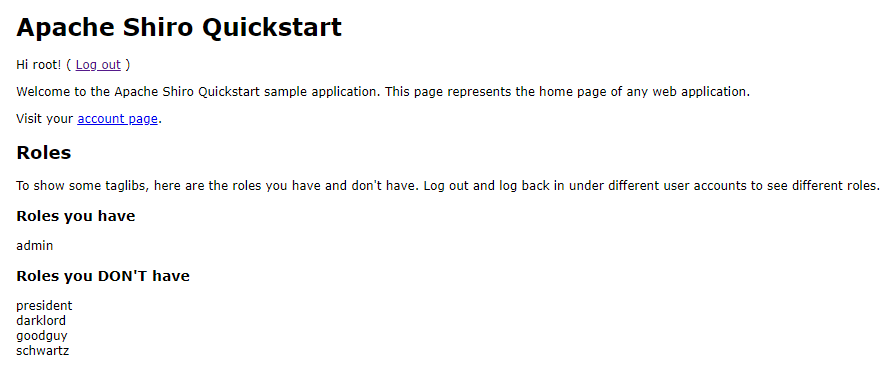 Apache Shiro Quickstart
Hi root! ( Log out )
Welcome to the Apache Shiro Quickstart sample application. This page represents the home page of any web application.
Visit your account page.
Roles
To show some taglibs, here are the roles you have and don't have. Log out and log back in under different user accounts to see different roles.
Roles you have
admin
Roles you DON'T have
president
darklord
goodguy
schwartz